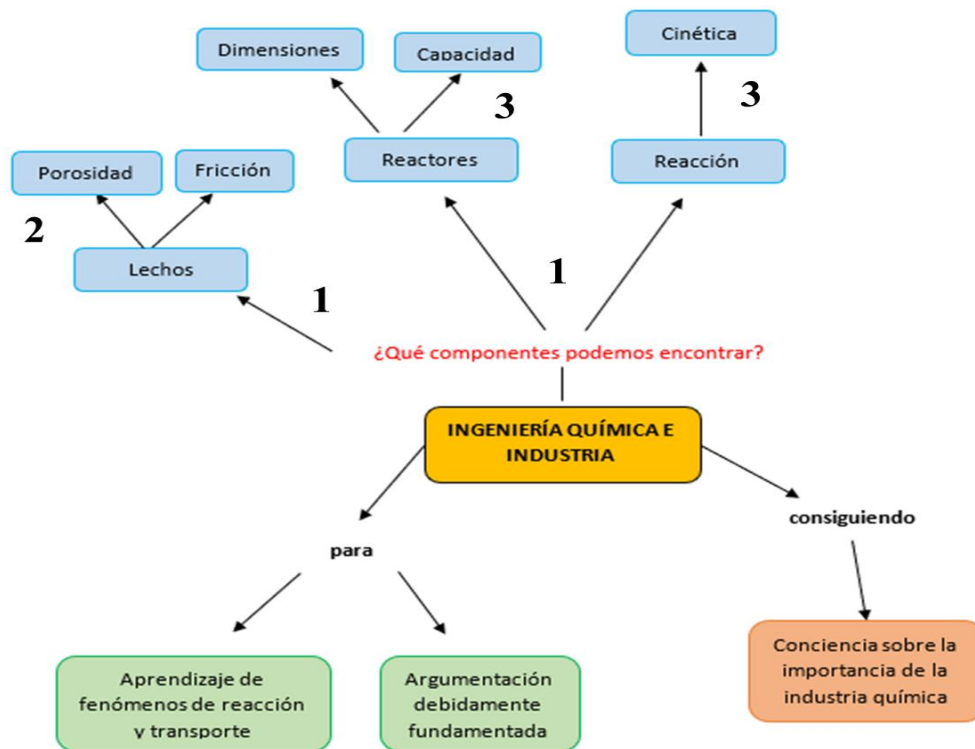 Dimensiones
Capacidad
Cinética
3
3
Reactores
Reacción
Porosidad
Fricción
2
Lechos
1
1
¿Qué componentes podemos encontrar?
INGENIERÍA QUÍMICA E
INDUSTRIA
consiguiendo
para
Aprendizaje de
fenómenos de reacción
y transporte
Argumentación
debidamente
fundamentada
Conciencia sobre la
importancia de la
industria química